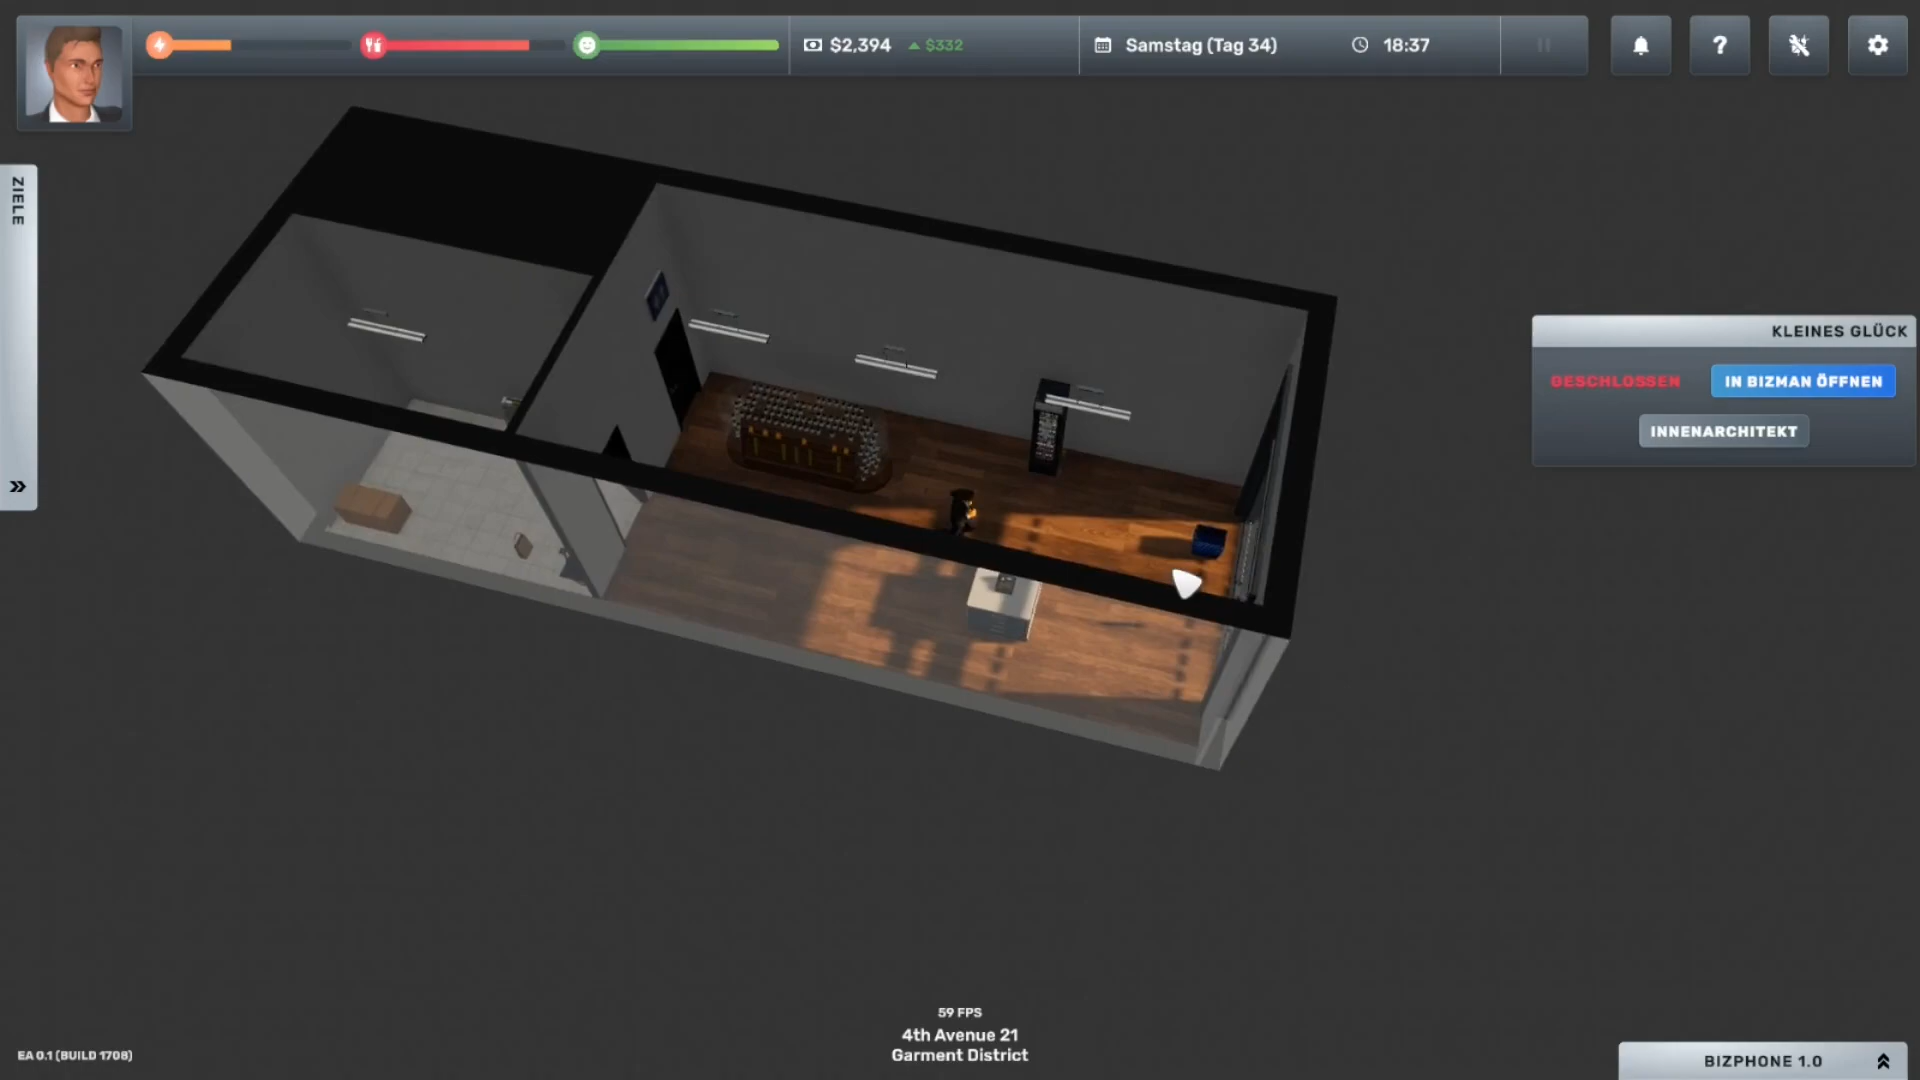 $2,394
$332
Samstag (Tag 34)
18:37
?
ZIELE
KLEINES GLÜCK
GESCHLOSSEN
IN BIZMAN ÖFFNEN
INNENARCHITEKT
59 FPS
4th Avenue 21
Garment District
EA 0.1 (BUILD 1708)
BIZPHONE 1.0